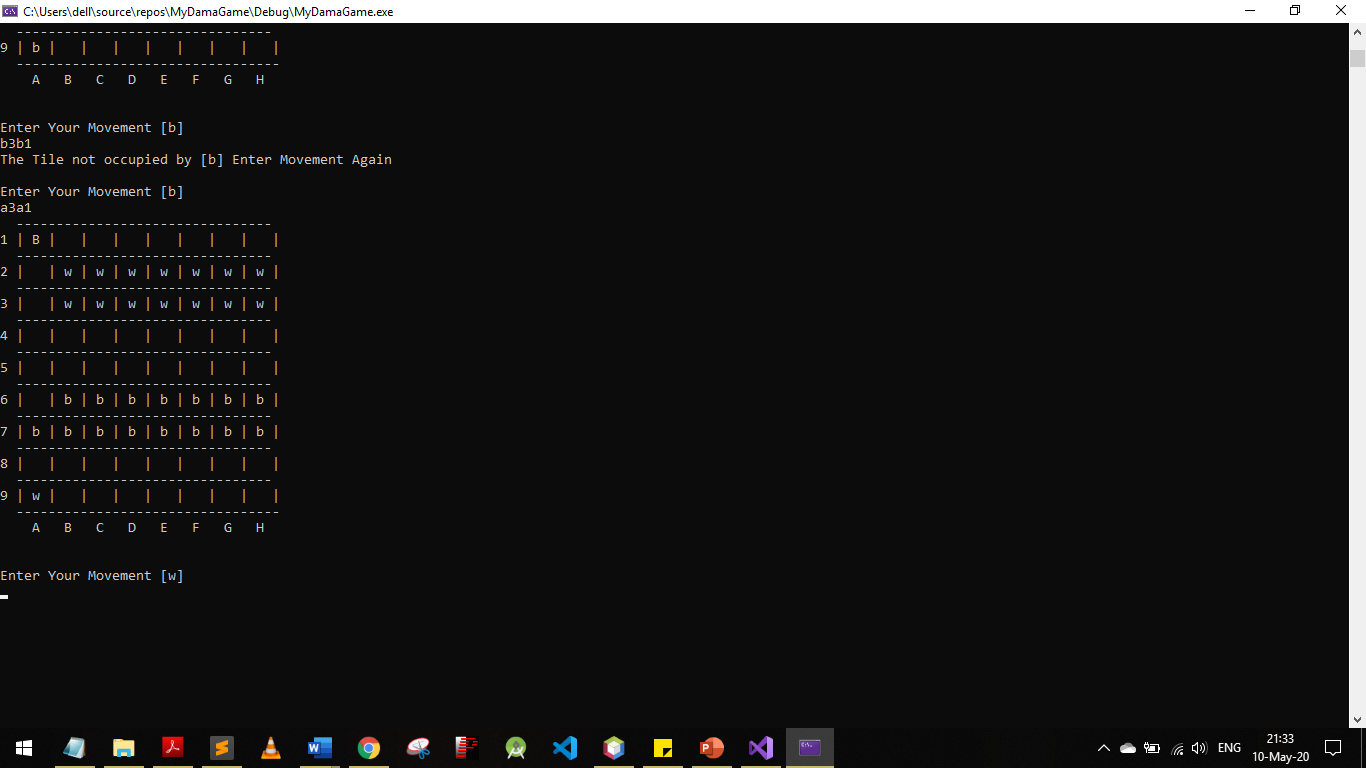 C:\Users\dell\source\repos\MyDamaGame\Debug\MyDamaGame.exe
--------------------------------
9 | b |   |   |   |   |   |   |   |
---------------------------------
A B C D E F G H
Enter Your Movement [b]
b3b1
The Tile not occupied by [b] Enter Movement Again
Enter Your Movement [b]
a3a1
--------------------------------
1 | B |   |   |   |   |   |   |   |
--------------------------------
2 |   | w | w | w | w | w | w | w |
--------------------------------
3 |   | w | w | w | w | w | w | w |
--------------------------------
4 |   |   |   |   |   |   |   |   |
--------------------------------
5 |   |   |   |   |   |   |   |   |
--------------------------------
6 |   | b | b | b | b | b | b | b |
--------------------------------
7 | b | b | b | b | b | b | b | b |
--------------------------------
8 |   |   |   |   |   |   |   |   |
--------------------------------
9 | w |   |   |   |   |   |   |   |
---------------------------------
A B C D E F G H
Enter Your Movement [w]
ENG
21:33
10-May-20